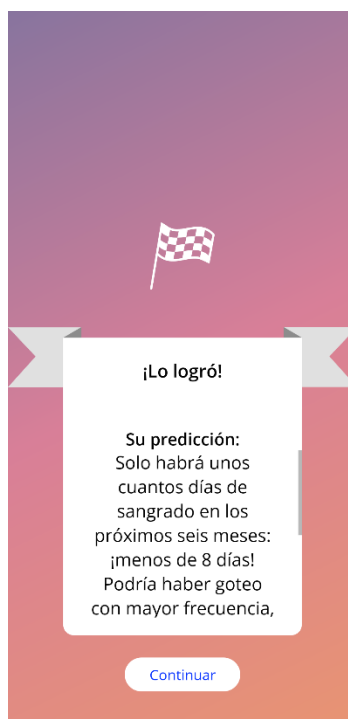 ¡Lo logró!
Su predicción:
Solo habrá unos
cuantos días de
sangrado en los
próximos seis meses:
¡menos de 8 días!
Podría haber goteo
con mayor frecuencia,
Continuar